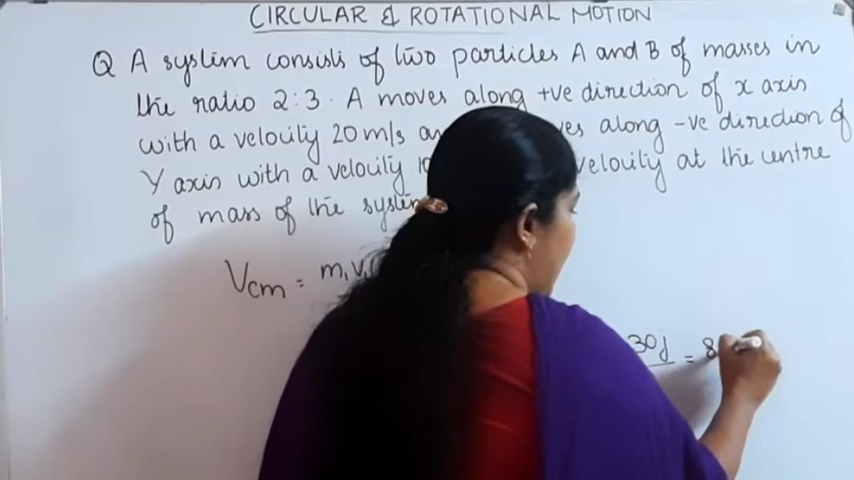 CIRCULAR & ROTATIONAL MOTION
Q A system consists of two particles A and B of masses in
the ratio 2:3. A moves along +ve direction of x axis
with a velocity 20 m/s along -ve direction of
Y axis with a velocity velocity at the centre
of mass of the system
Vcm = m₁v₁
30j = 8